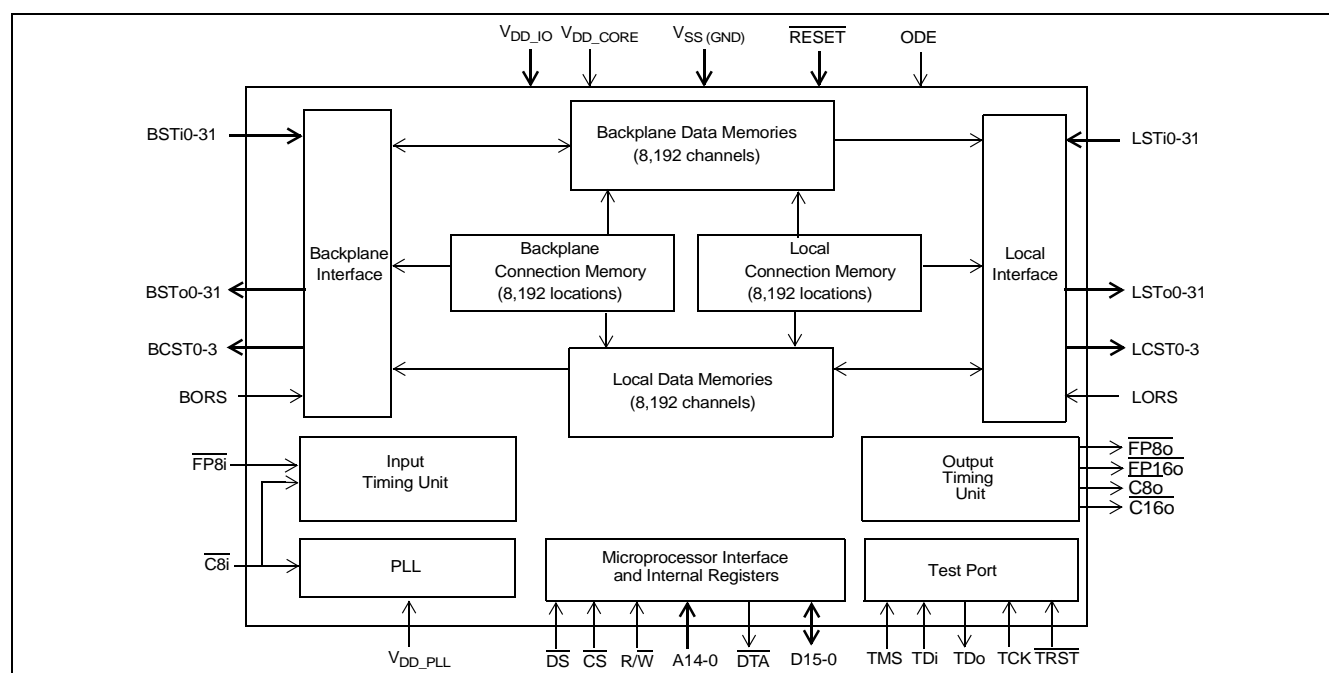 V_DD_IO V_DD_CORE V_SS (GND) RESET ODE
BSTi0-31
Backplane Data Memories
(8,192 channels)
LSTi0-31
Backplane
Interface
Backplane
Connection Memory
(8,192 locations)
Local
Connection Memory
(8,192 locations)
Local
Interface
BSTo0-31
LSTo0-31
BCST0-3
LCST0-3
Local Data Memories
(8,192 channels)
BORS
LORS
FP8i
Input
Timing Unit
Output
Timing
Unit
FP8o
FP16o
C8o
C16o
C8i
PLL
Microprocessor Interface
and Internal Registers
Test Port
V_DD_PLL
DS CS R/W A14-0 DTA D15-0
TMS TDi TDo TCK TRST